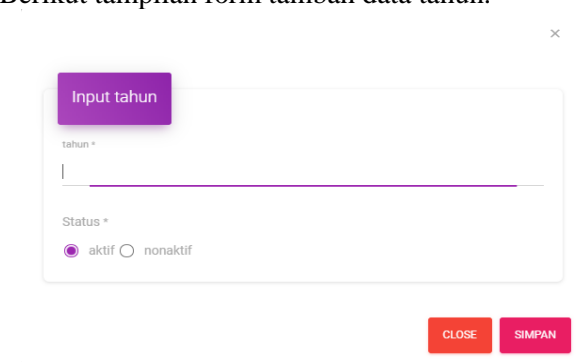 Berikut tampilan form tambah data tahun.
×
Input tahun
tahun *
Status *
aktif nonaktif
CLOSE SIMPAN